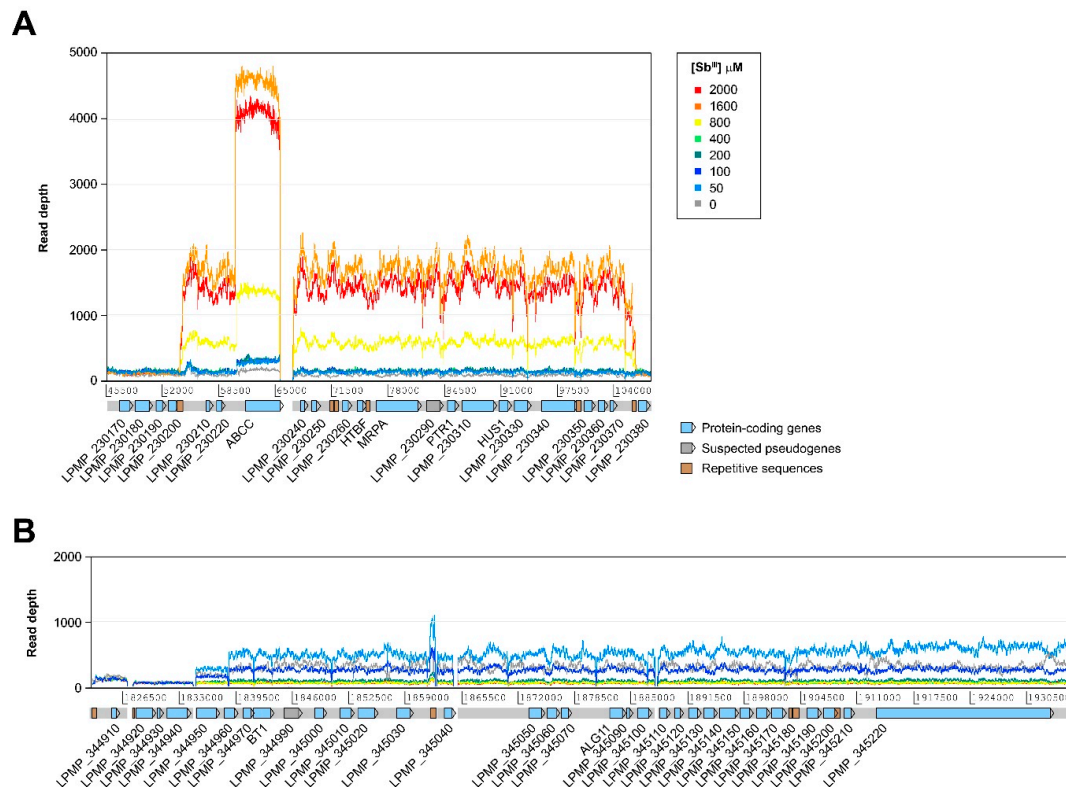 A
5000
4000
3000
2000
1000
0
Read depth
[Sbᴵᴵᴵ] μM
2000
1600
800
400
200
100
50
0
45500
52000
58500
65000
71500
78000
84500
91000
97500
104000
LPMP_230170
LPMP_230180
LPMP_230190
LPMP_230200
LPMP_230210
LPMP_230220
ABCC
LPMP_230240
LPMP_230250
LPMP_230260
HTBF
MRPA
LPMP_230290
PTR1
LPMP_230310
HUS1
LPMP_230330
LPMP_230340
LPMP_230350
LPMP_230360
LPMP_230370
LPMP_230380
Protein-coding genes
Suspected pseudogenes
Repetitive sequences
B
2000
1000
0
Read depth
1826500
1833000
1839500
1846000
1852500
1859000
1865500
1872000
1878500
1885000
1891500
1898000
1904500
1911000
1917500
1924000
1930500
LPMP_344910
LPMP_344920
LPMP_344930
LPMP_344940
LPMP_344950
LPMP_344960
LPMP_344970
BT1
LPMP_344990
LPMP_345000
LPMP_345010
LPMP_345020
LPMP_345030
LPMP_345040
LPMP_345050
LPMP_345060
LPMP_345070
ALG11
LPMP_345090
LPMP_345100
LPMP_345110
LPMP_345120
LPMP_345130
LPMP_345140
LPMP_345150
LPMP_345160
LPMP_345170
LPMP_345180
LPMP_345190
LPMP_345200
LPMP_345210
LPMP_345220